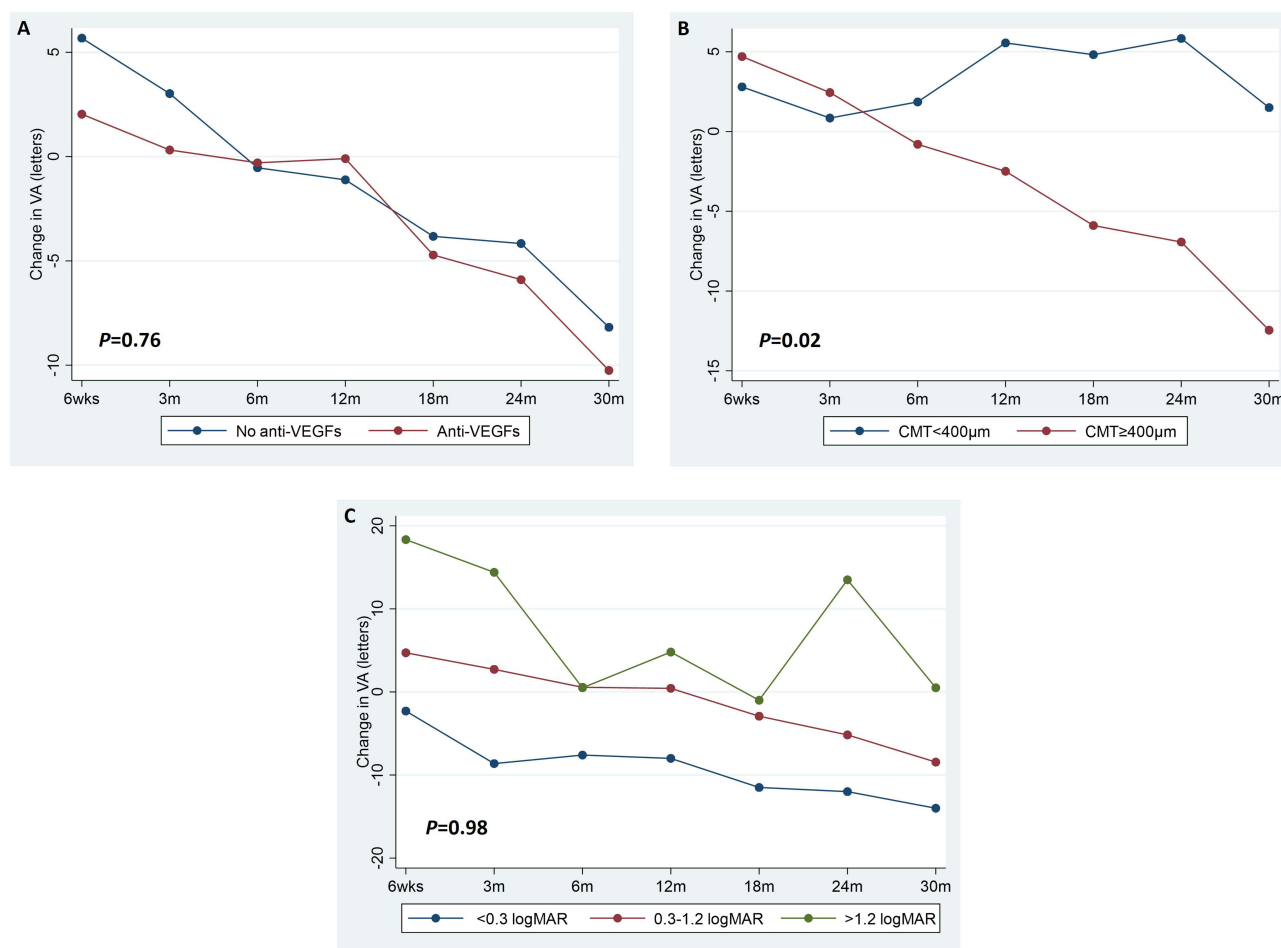 A
Change in VA (letters)
5
0
-5
-10
P=0.76
6wks 3m 6m 12m 18m 24m 30m
No anti-VEGFs Anti-VEGFs
B
Change in VA (letters)
5
0
-5
-10
-15
P=0.02
6wks 3m 6m 12m 18m 24m 30m
CMT<400μm CMT≥400μm
C
Change in VA (letters)
20
10
0
-10
-20
P=0.98
6wks 3m 6m 12m 18m 24m 30m
<0.3 logMAR 0.3-1.2 logMAR >1.2 logMAR